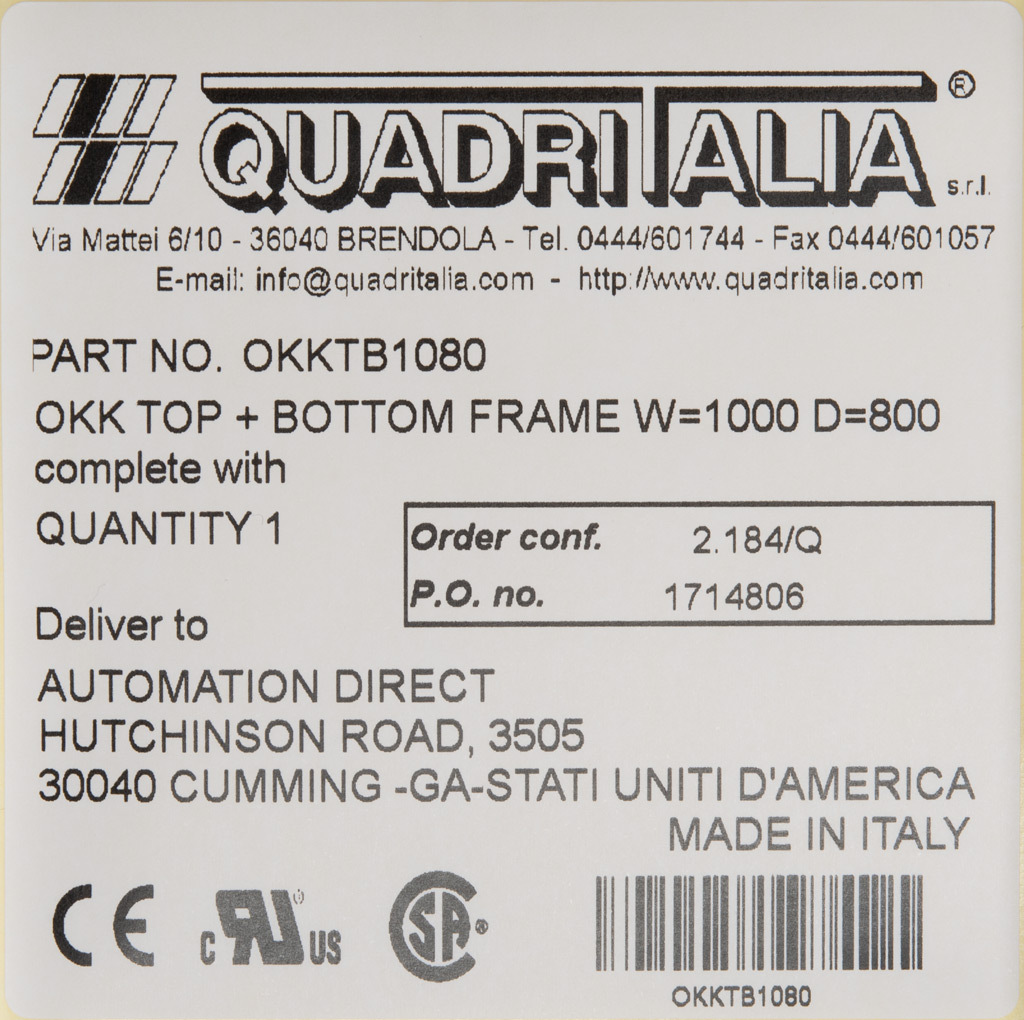 QUADRITALIA ® s.r.l.
Via Mattei 6/10 - 36040 BRENDOLA - Tel. 0444/601744 - Fax 0444/601057
E-mail: info@quadritalia.com - http://www.quadritalia.com
PART NO. OKKTB1080
OKK TOP + BOTTOM FRAME W=1000 D=800
complete with
QUANTITY 1
Order conf. 2.184/Q
P.O. no. 1714806
Deliver to
AUTOMATION DIRECT
HUTCHINSON ROAD, 3505
30040 CUMMING -GA-STATI UNITI D'AMERICA
MADE IN ITALY
CE c RU US SA ®
OKKTB1080